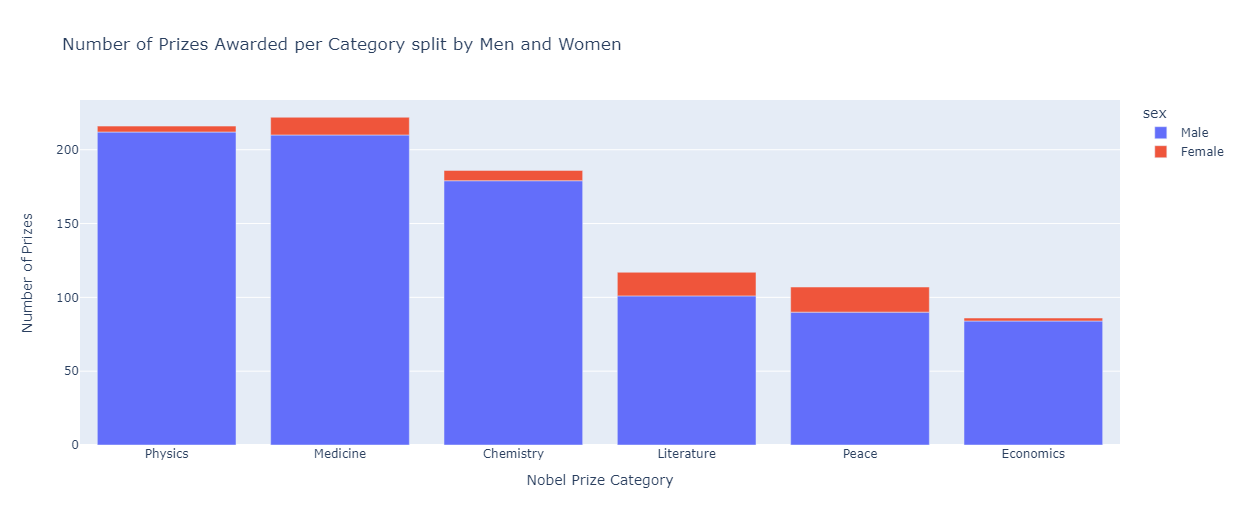 Number of Prizes Awarded per Category split by Men and Women
sex
Male
Female
Number of Prizes
200
150
100
50
0
Physics
Medicine
Chemistry
Literature
Peace
Economics
Nobel Prize Category